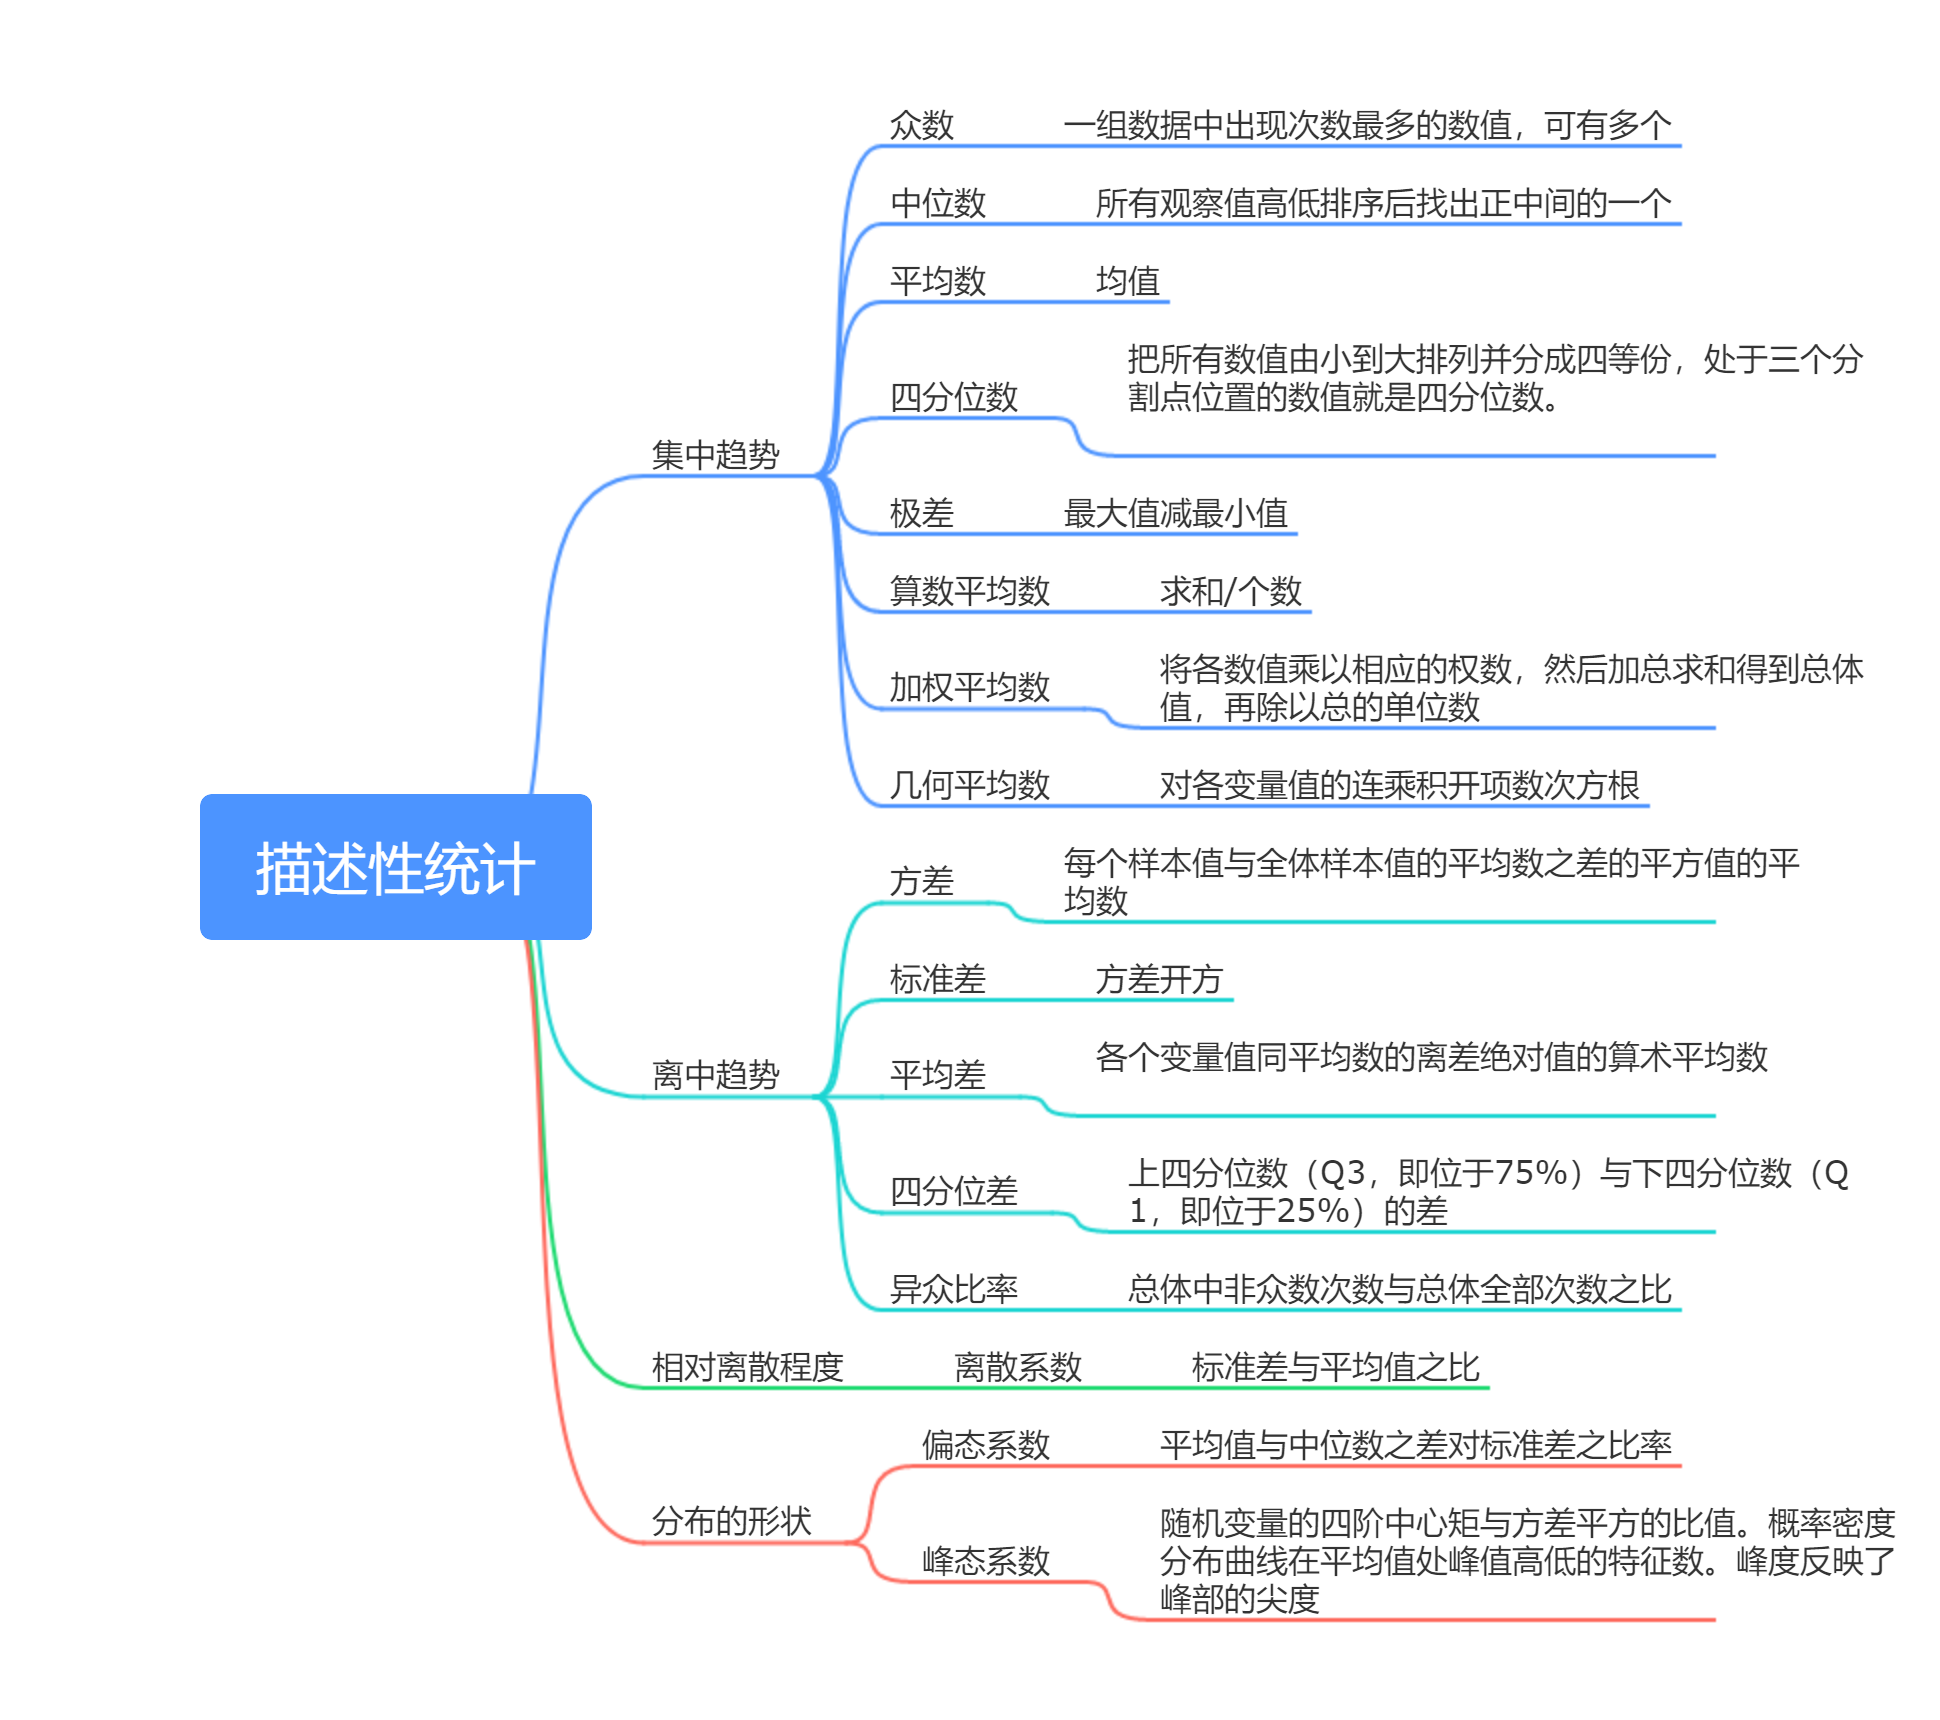 描述性统计
集中趋势
众数
一组数据中出现次数最多的数值，可有多个
中位数
所有观察值高低排序后找出正中间的一个
平均数
均值
四分位数
把所有数值由小到大排列并分成四等份，处于三个分
割点位置的数值就是四分位数。
极差
最大值减最小值
算数平均数
求和/个数
加权平均数
将各数值乘以相应的权数，然后加总求和得到总体
值，再除以总的单位数
几何平均数
对各变量值的连乘积开项数次方根
离中趋势
方差
每个样本值与全体样本值的平均数之差的平方值的平
均数
标准差
方差开方
平均差
各个变量值同平均数的离差绝对值的算术平均数
四分位差
上四分位数（Q3，即位于75%）与下四分位数（Q
1，即位于25%）的差
异众比率
总体中非众数次数与总体全部次数之比
相对离散程度
离散系数
标准差与平均值之比
分布的形状
偏态系数
平均值与中位数之差对标准差之比率
峰态系数
随机变量的四阶中心矩与方差平方的比值。概率密度
分布曲线在平均值处峰值高低的特征数。峰度反映了
峰部的尖度